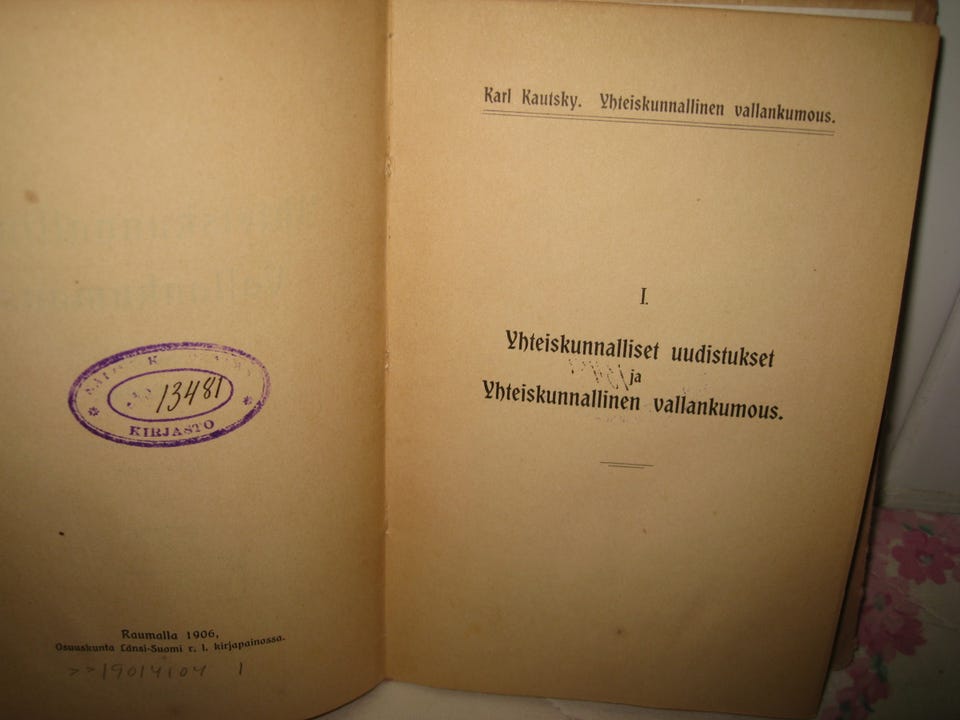 13481
KIRJASTO
Raumalla 1906,
Osuuskunta Länsi-Suomi r. l. kirjapainossa.
Karl Kautsky. Yhteiskunnallinen vallankumous.
I.
Yhteiskunnalliset uudistukset
ja
Yhteiskunnallinen vallankumous.